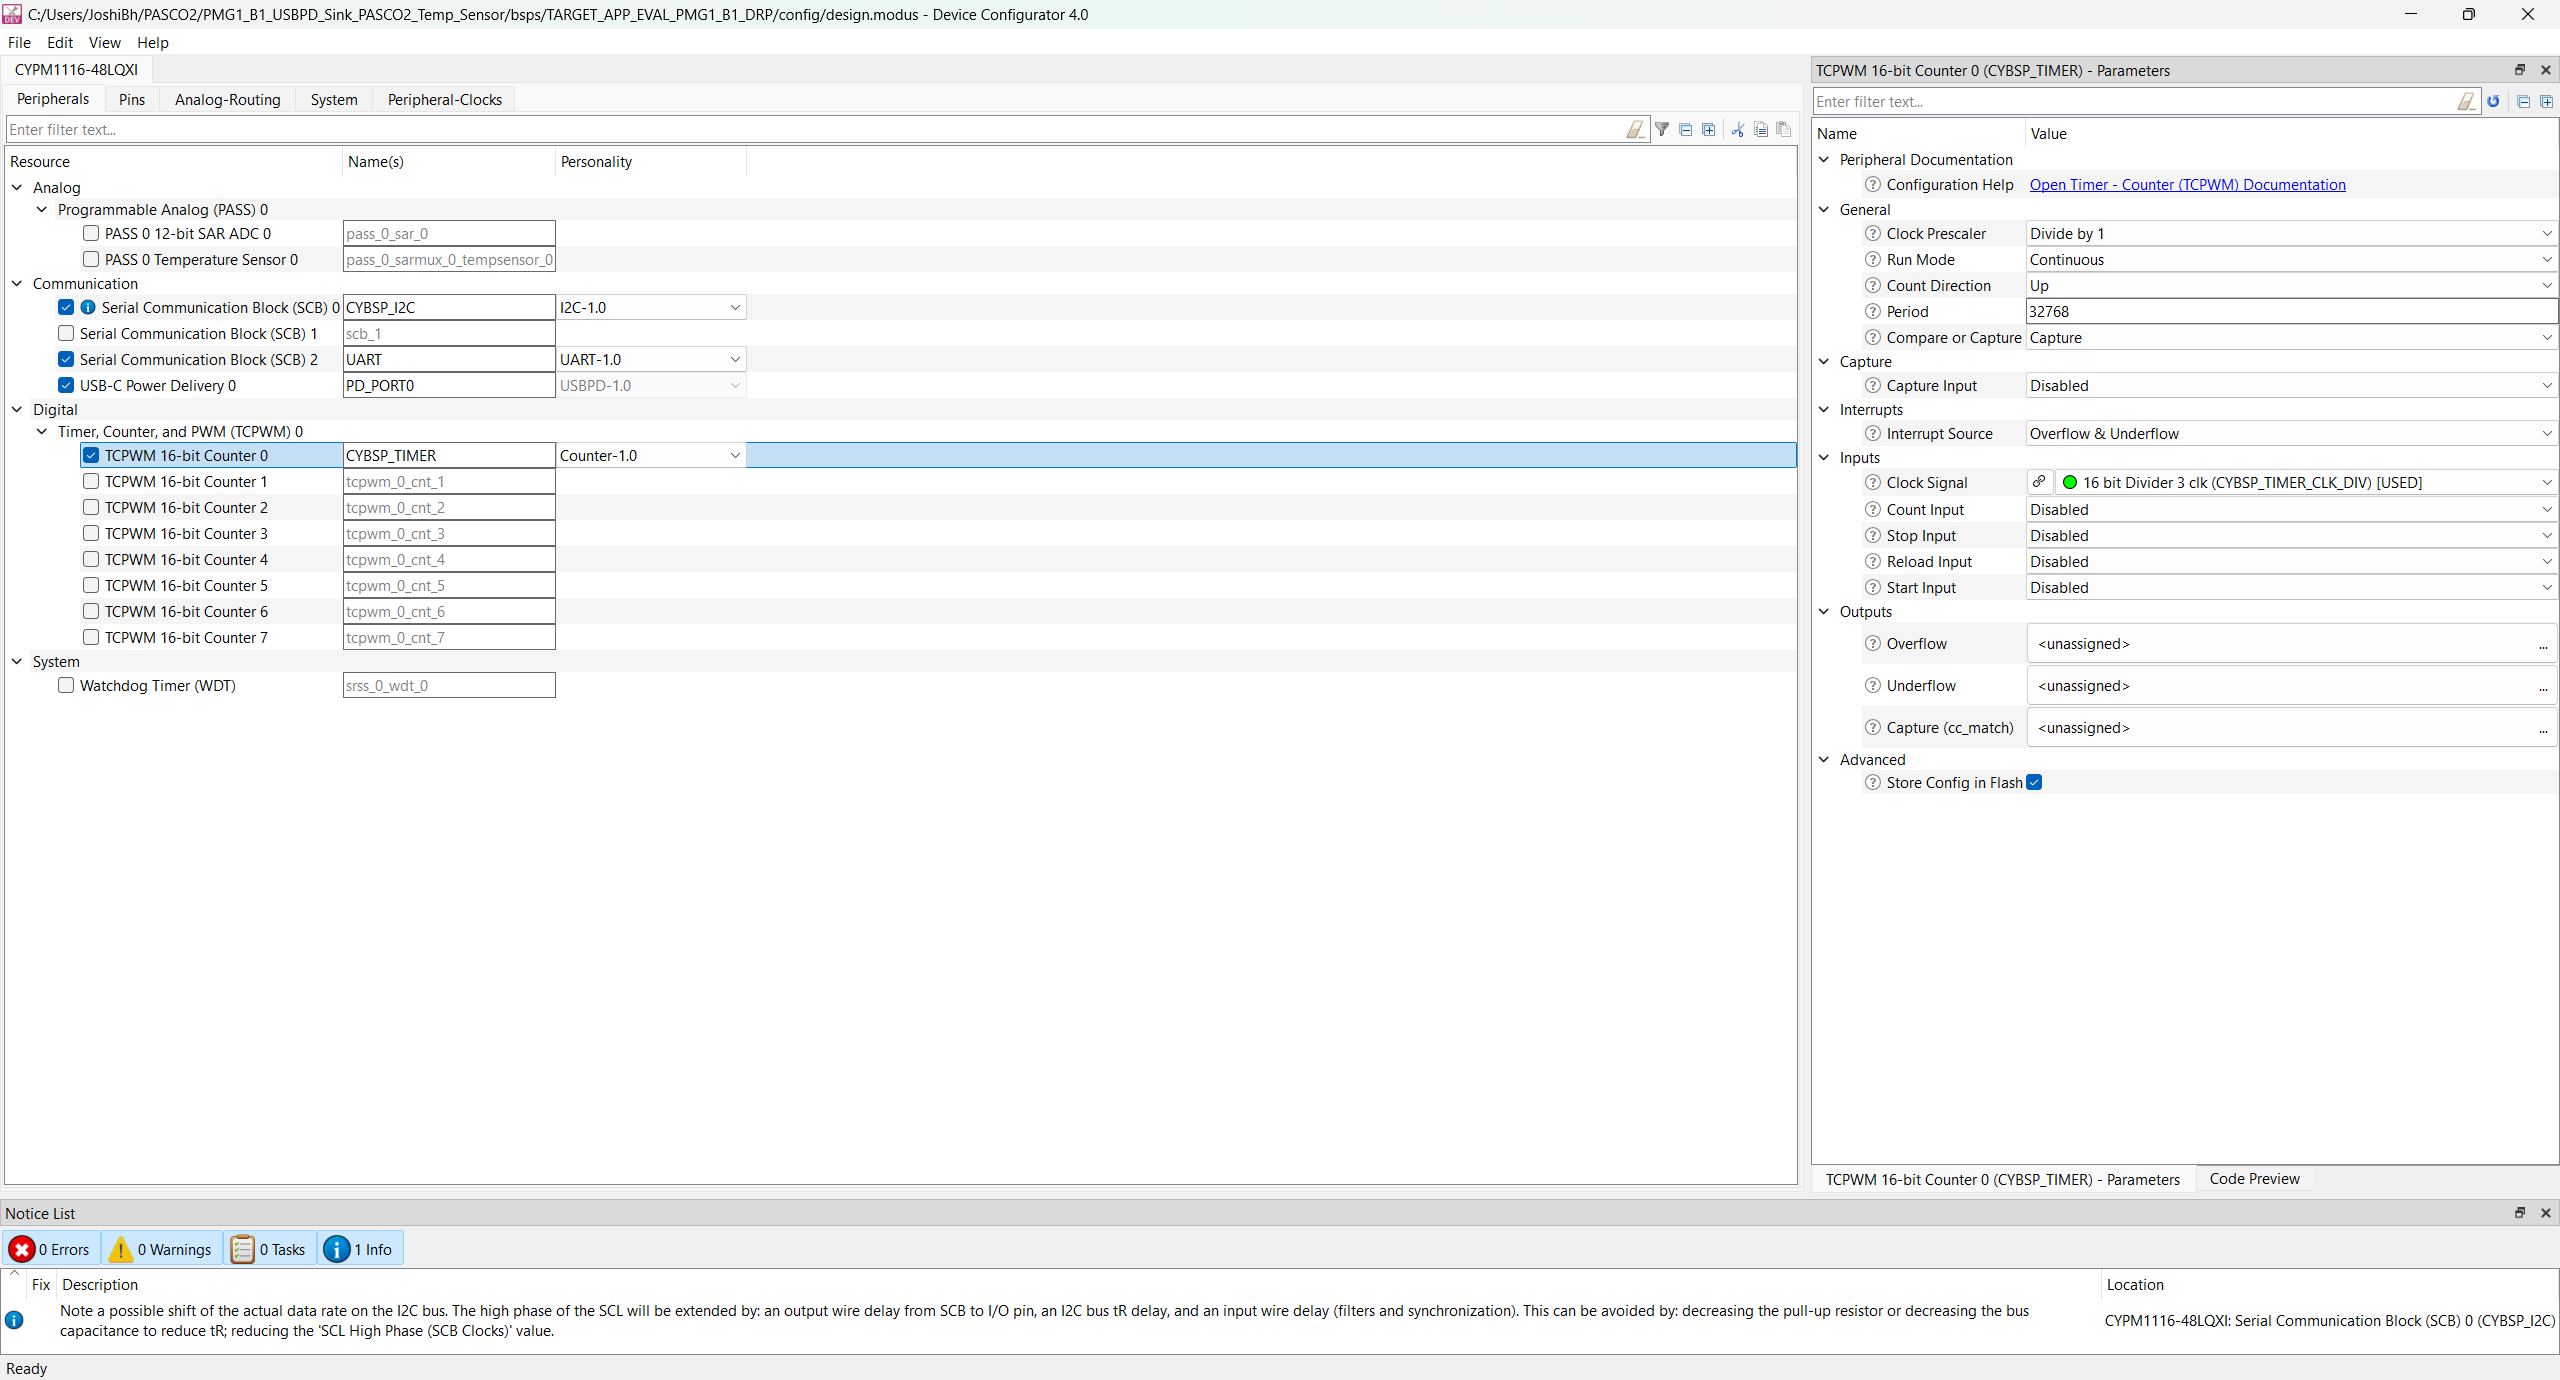 C:/Users/JoshiBh/PASCO2/PMG1_B1_USBPD_Sink_PASCO2_Temp_Sensor/bsps/TARGET_APP_EVAL_PMG1_B1_DRP/config/design.modus - Device Configurator 4.0
File Edit View Help
CYPM1116-48LQXI
Peripherals Pins Analog-Routing System Peripheral-Clocks
Enter filter text...
Resource Name(s) Personality
Analog
Programmable Analog (PASS) 0
PASS 0 12-bit SAR ADC 0 pass_0_sar_0
PASS 0 Temperature Sensor 0 pass_0_sarmux_0_tempsensor_0
Communication
Serial Communication Block (SCB) 0 CYBSP_I2C I2C-1.0
Serial Communication Block (SCB) 1 scb_1
Serial Communication Block (SCB) 2 UART UART-1.0
USB-C Power Delivery 0 PD_PORT0 USBPD-1.0
Digital
Timer, Counter, and PWM (TCPWM) 0
TCPWM 16-bit Counter 0 CYBSP_TIMER Counter-1.0
TCPWM 16-bit Counter 1 tcpwm_0_cnt_1
TCPWM 16-bit Counter 2 tcpwm_0_cnt_2
TCPWM 16-bit Counter 3 tcpwm_0_cnt_3
TCPWM 16-bit Counter 4 tcpwm_0_cnt_4
TCPWM 16-bit Counter 5 tcpwm_0_cnt_5
TCPWM 16-bit Counter 6 tcpwm_0_cnt_6
TCPWM 16-bit Counter 7 tcpwm_0_cnt_7
System
Watchdog Timer (WDT) srss_0_wdt_0
TCPWM 16-bit Counter 0 (CYBSP_TIMER) - Parameters
Enter filter text...
Name Value
Peripheral Documentation
Configuration Help Open Timer - Counter (TCPWM) Documentation
General
Clock Prescaler Divide by 1
Run Mode Continuous
Count Direction Up
Period 32768
Compare or Capture Capture
Capture
Capture Input Disabled
Interrupts
Interrupt Source Overflow & Underflow
Inputs
Clock Signal 16 bit Divider 3 clk (CYBSP_TIMER_CLK_DIV) [USED]
Count Input Disabled
Stop Input Disabled
Reload Input Disabled
Start Input Disabled
Outputs
Overflow <unassigned> ...
Underflow <unassigned> ...
Capture (cc_match) <unassigned> ...
Advanced
Store Config in Flash
TCPWM 16-bit Counter 0 (CYBSP_TIMER) - Parameters Code Preview
Notice List
0 Errors 0 Warnings 0 Tasks 1 Info
Fix Description Location
Note a possible shift of the actual data rate on the I2C bus. The high phase of the SCL will be extended by: an output wire delay from SCB to I/O pin, an I2C bus tR delay, and an input wire delay (filters and synchronization). This can be avoided by: decreasing the pull-up resistor or decreasing the bus
capacitance to reduce tR; reducing the 'SCL High Phase (SCB Clocks)' value.
CYPM1116-48LQXI: Serial Communication Block (SCB) 0 (CYBSP_I2C)
Ready